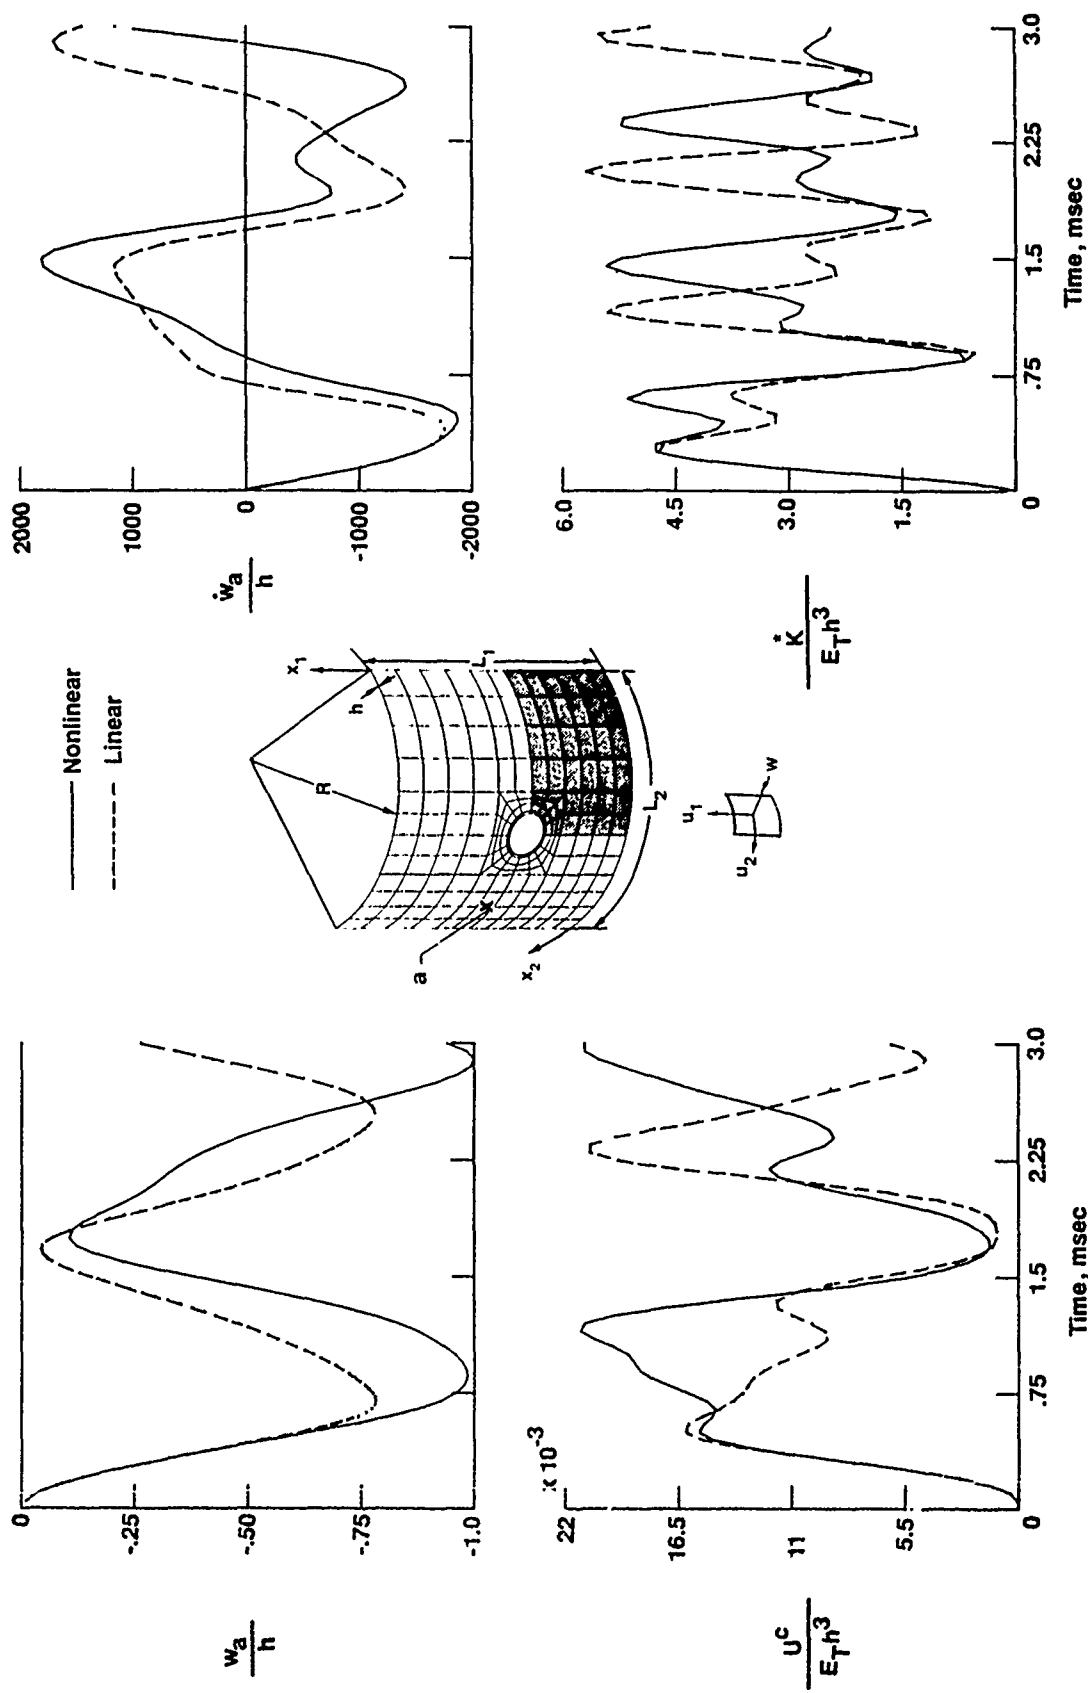 Nonlinear
Linear
w_a
h
0
-.25
-.50
-.75
-1.0
ẇ_a
h
2000
1000
0
-1000
-2000
a
R
h
x_1
L_1
x_2
L_2
u_1
u_2
w
U^c
E_T h^3
x 10^-3
22
16.5
11
5.5
0
.75
1.5
2.25
3.0
Time, msec
K^*
E_T h^3
6.0
4.5
3.0
1.5
0
.75
1.5
2.25
3.0
Time, msec